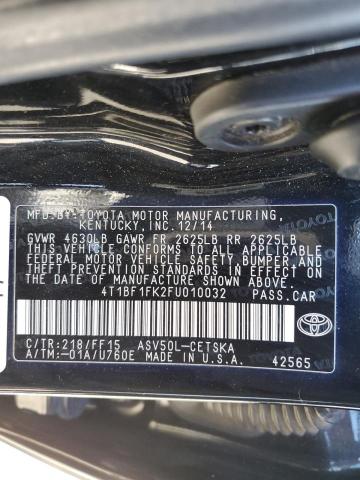 MFD.BY:TOYOTA MOTOR MANUFACTURING,
KENTUCKY, INC. 12/14
GVWR 4630LB GAWR FR 2625LB RR 2625LB
THIS VEHICLE CONFORMS TO ALL APPLICABLE
FEDERAL MOTOR VEHICLE SAFETY, BUMPER AND
THEFT PREVENTION STANDARDS IN EFFECT ON
THE DATE OF MANUFACTURE SHOWN ABOVE.
4T1BF1FK2FU010032 PASS.CAR
C/TR:218/FF15 ASV50L-CETSKA
A/TM:-01A/U760E MADE IN U.S.A. 42565
TOYOTA